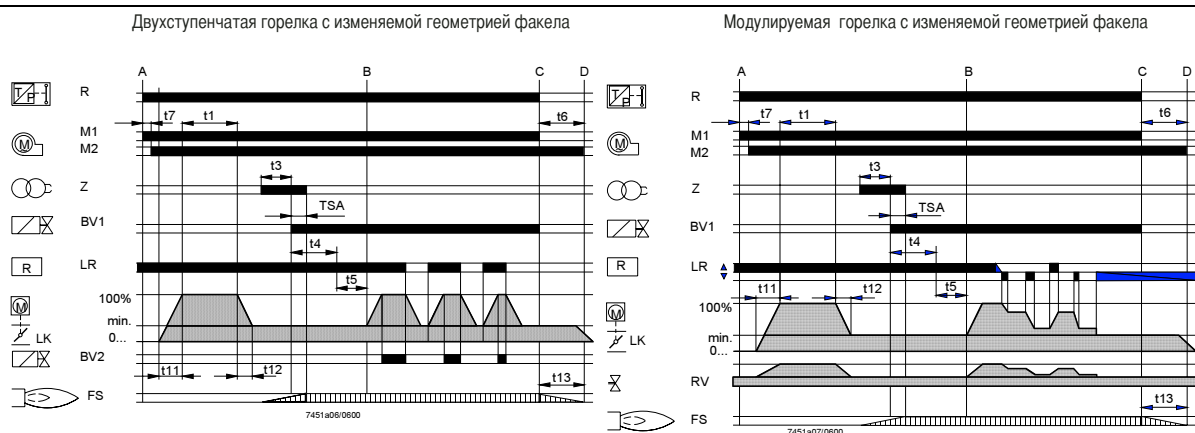 Двухступенчатая горелка с изменяемой геометрией факела
A B C D
R
t7 t1 t6
M1
M2
t3
Z
TSA
BV1
t4
R LR
t5
100%
min.
0...
M
LK
BV2
t11 t12 t13
FS
7451a06/0600
Модулируемая горелка с изменяемой геометрией факела
A B C D
R
t7 t1 t6
M1
M2
t3
Z
TSA
BV1
t4
R LR
t11 t12 t5
100%
min.
0...
M
LK
RV
t13
FS
7451a07/0600